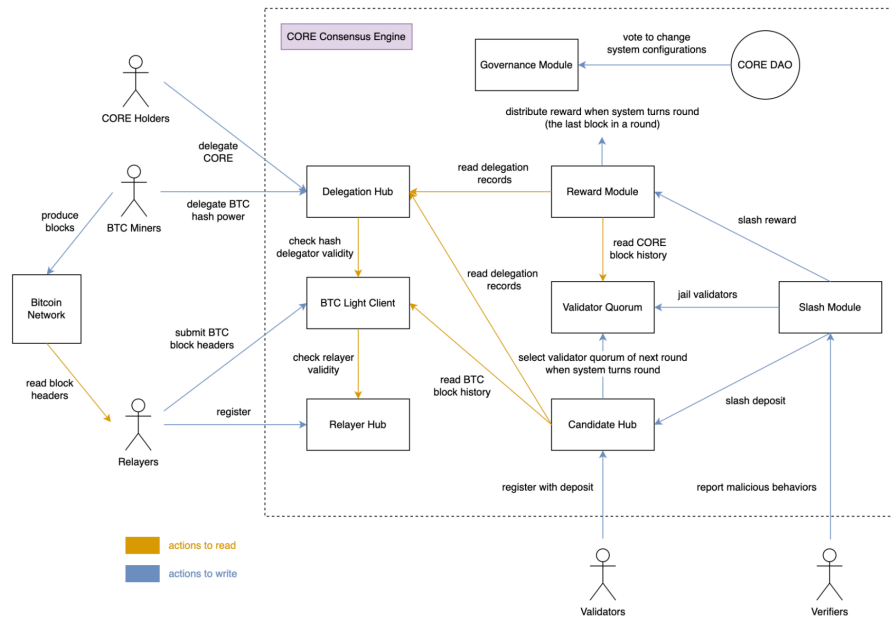 CORE Consensus Engine
vote to change
system configurations
Governance Module
CORE DAO
CORE Holders
distribute reward when system turns round
(the last block in a round)
delegate
CORE
read delegation
records
Delegation Hub
Reward Module
BTC Miners
delegate BTC
hash power
produce
blocks
slash reward
check hash
delegator validity
read CORE
block history
read delegation
records
Bitcoin
Network
BTC Light Client
Validator Quorum
jail validators
Slash Module
submit BTC
block headers
check relayer
validity
select validator quorum of next round
when system turns round
read block
headers
read BTC
block history
slash deposit
register
Relayer Hub
Candidate Hub
Relayers
register with deposit
report malicious behaviors
actions to read
actions to write
Validators
Verifiers